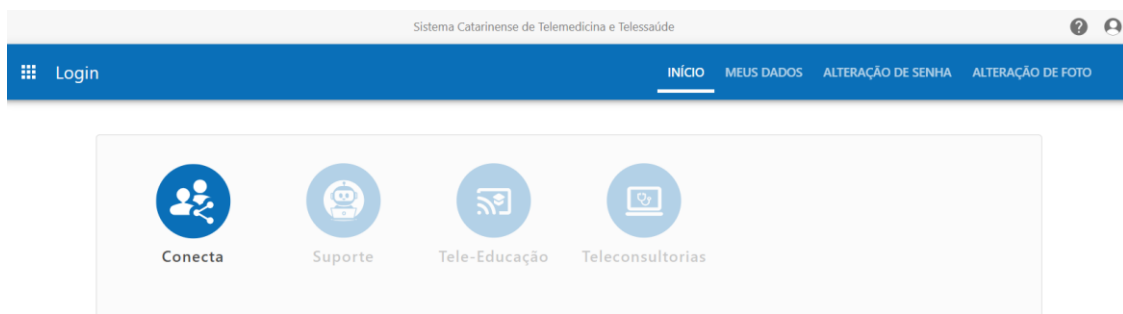 Sistema Catarinense de Telemedicina e Telessaúde
?
Login INÍCIO MEUS DADOS ALTERAÇÃO DE SENHA ALTERAÇÃO DE FOTO
Conecta Suporte Tele-Educação Teleconsultorias